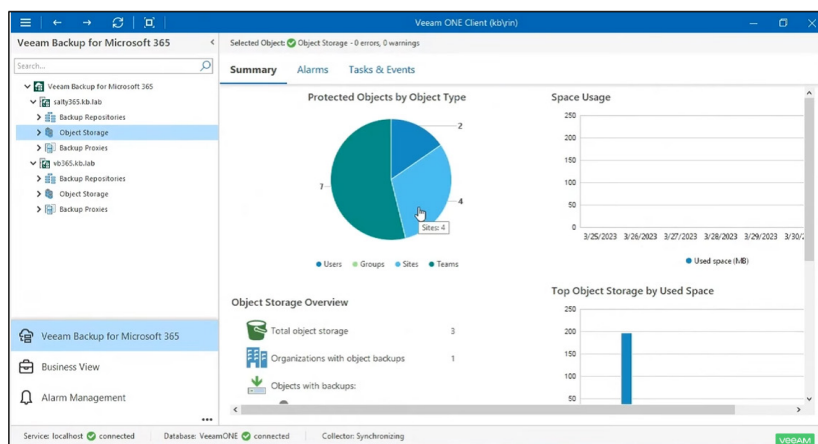 Veeam ONE Client (kb\rin)
Veeam Backup for Microsoft 365
Search...
Veeam Backup for Microsoft 365
salty365.kb.lab
Backup Repositories
Object Storage
Backup Proxies
vb365.kb.lab
Backup Repositories
Object Storage
Backup Proxies
Veeam Backup for Microsoft 365
Business View
Alarm Management
Selected Object: Object Storage - 0 errors, 0 warnings
Summary Alarms Tasks & Events
Protected Objects by Object Type
2
7
4
Sites: 4
Users Groups Sites Teams
Space Usage
250
200
150
100
50
0
3/25/2023 3/26/2023 3/27/2023 3/28/2023 3/29/2023 3/30/2
Used space (MB)
Object Storage Overview
Total object storage 3
Organizations with object backups 1
Objects with backups:
Top Object Storage by Used Space
250
200
150
100
50
Service: localhost connected Database: VeeamONE connected Collector: Synchronizing
veeam